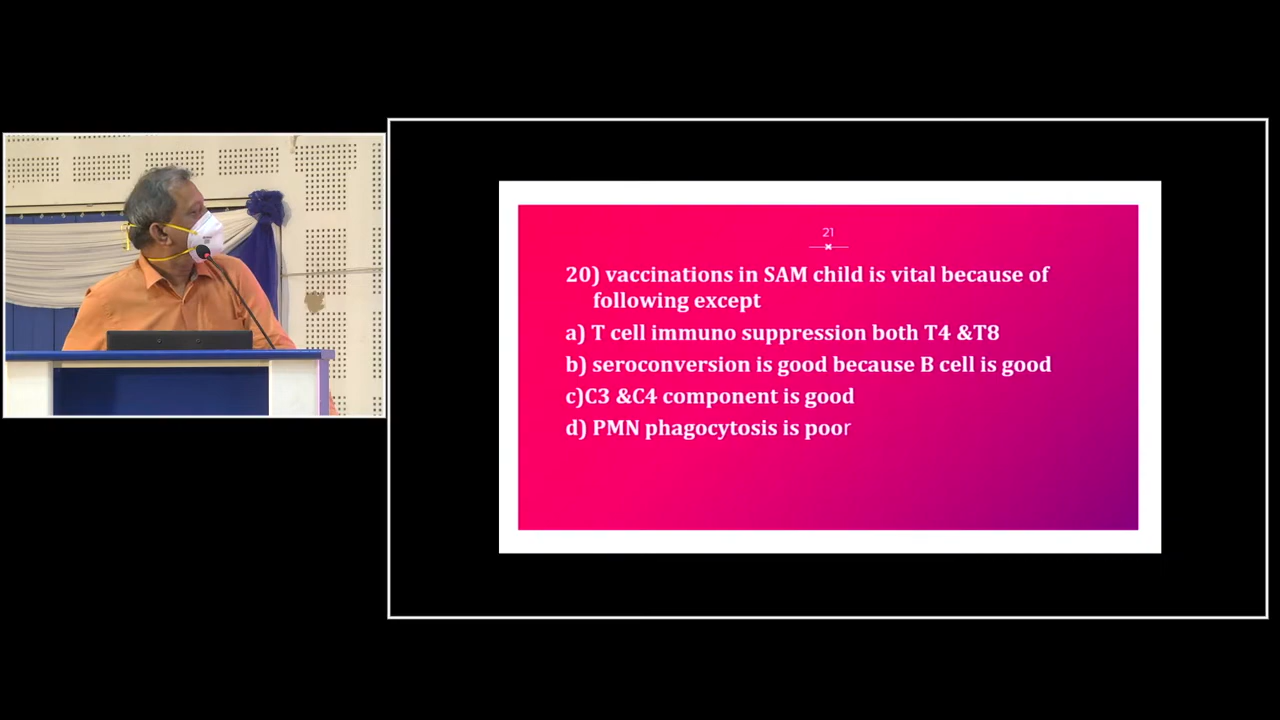 21
20) vaccinations in SAM child is vital because of
following except
a) T cell immuno suppression both T4 &T8
b) seroconversion is good because B cell is good
c)C3 &C4 component is good
d) PMN phagocytosis is poor